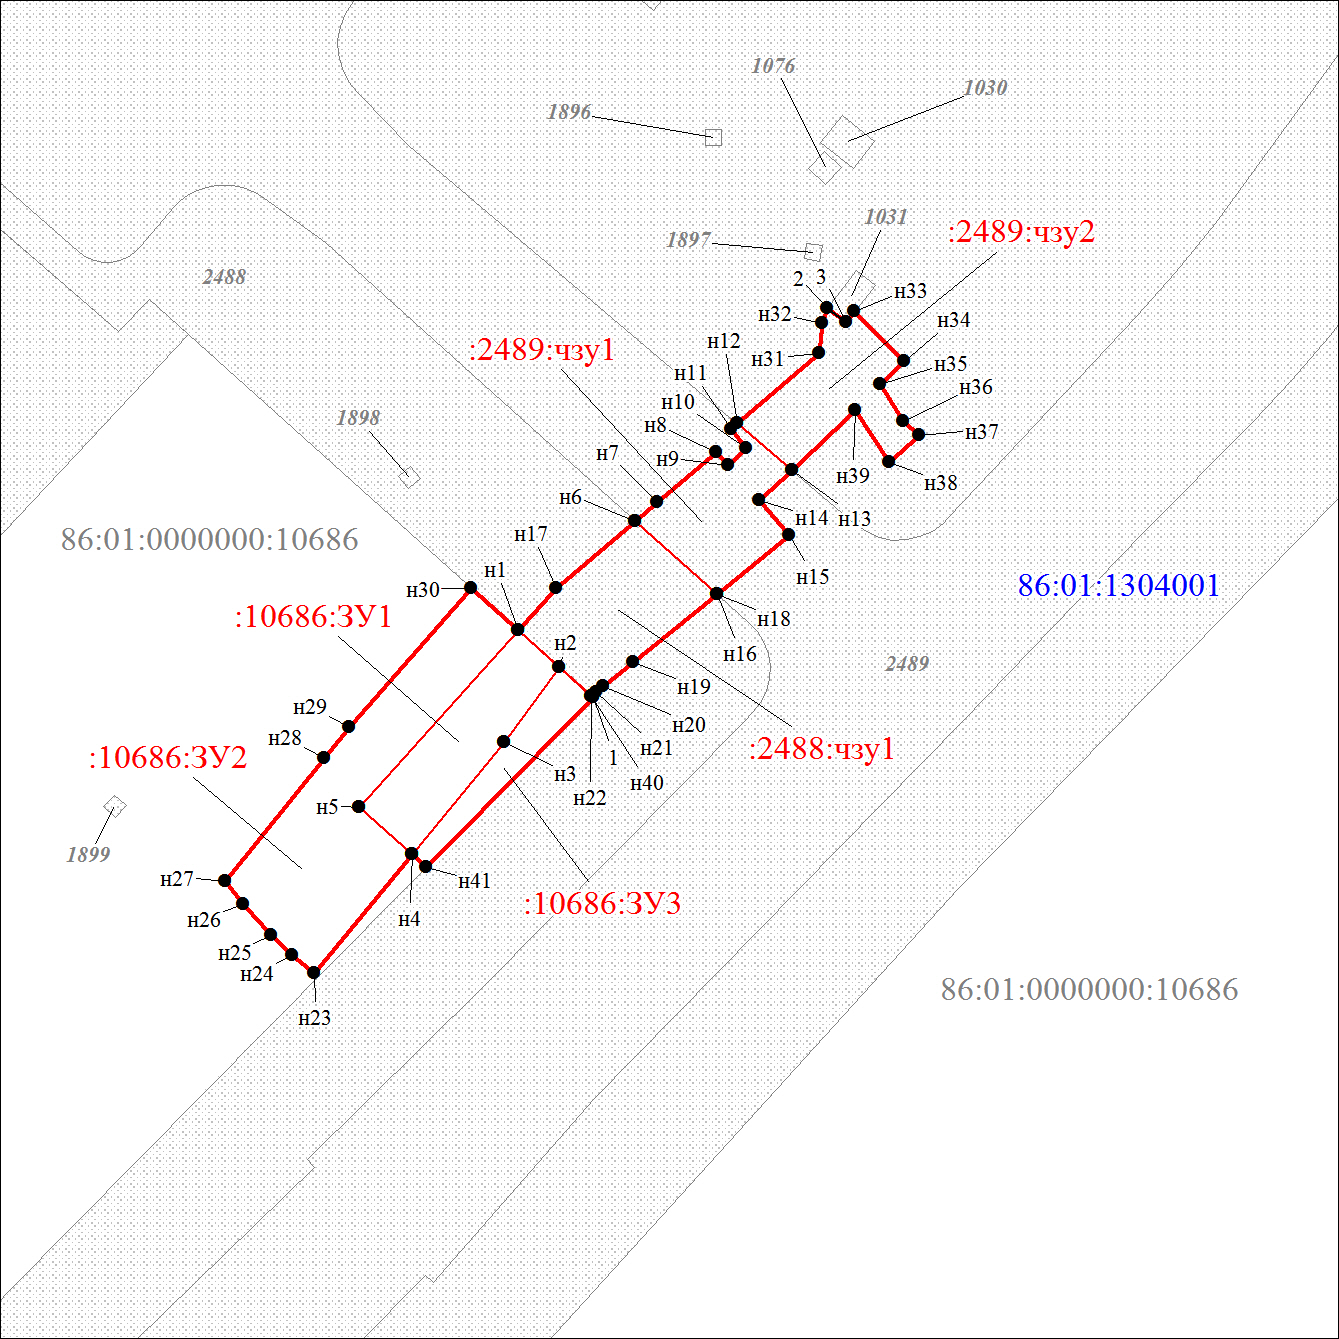 1076
1030
1896
1031
:2489:чзу2
1897
2488
2
3
н33
н32
н34
н12
:2489:чзу1
н31
н35
н11
н36
н10
1898
н8
н37
н7
н9
н39
н38
н6
н14
н13
н17
86:01:0000000:10686
н1
н15
86:01:1304001
н30
:10686:ЗУ1
н18
н2
н16
2489
н19
н29
н20
н28
н21
:10686:ЗУ2
1
:2488:чзу1
н3
н40
н22
н5
1899
н27
н41
:10686:ЗУ3
н26
н4
н25
н24
86:01:0000000:10686
н23